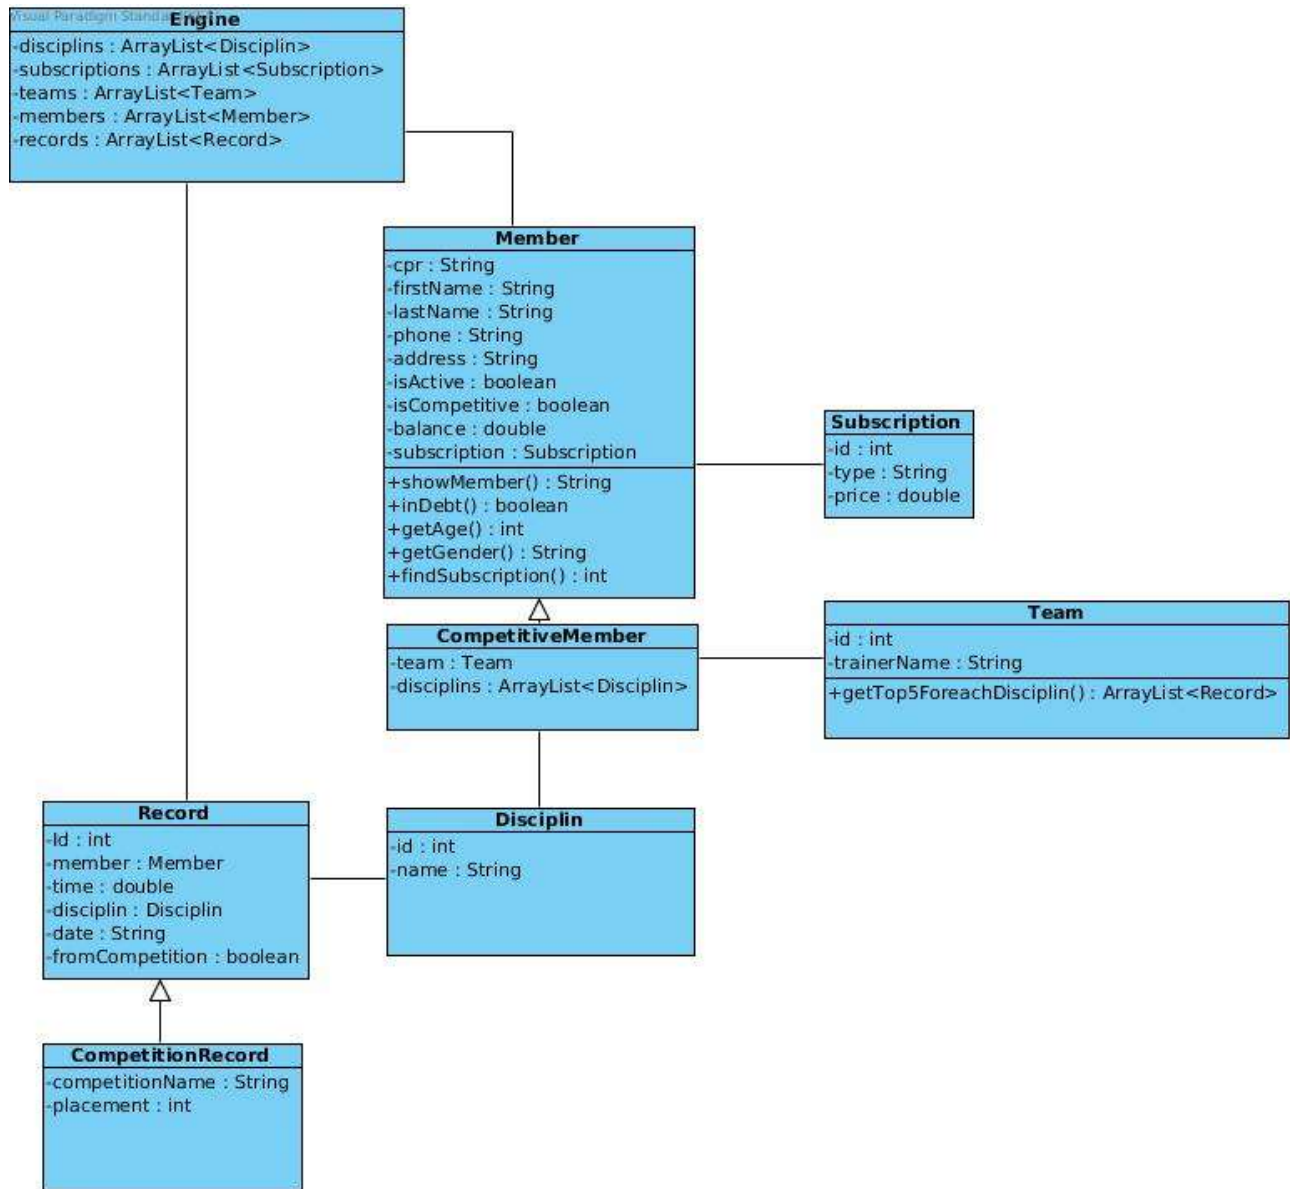 Visual Paradigm Standa
Engine
-disciplins : ArrayList<Disciplin>
-subscriptions : ArrayList<Subscription>
-teams : ArrayList<Team>
-members : ArrayList<Member>
-records : ArrayList<Record>
Member
-cpr : String
-firstName : String
-lastName : String
-phone : String
-address : String
-isActive : boolean
-isCompetitive : boolean
-balance : double
-subscription : Subscription
+showMember() : String
+inDebt() : boolean
+getAge() : int
+getGender() : String
+findSubscription() : int
Subscription
-id : int
-type : String
-price : double
CompetitiveMember
-team : Team
-disciplins : ArrayList<Disciplin>
Team
-id : int
-trainerName : String
+getTop5ForeachDisciplin() : ArrayList<Record>
Record
-Id : int
-member : Member
-time : double
-disciplin : Disciplin
-date : String
-fromCompetition : boolean
Disciplin
-id : int
-name : String
CompetitionRecord
-competitionName : String
-placement : int